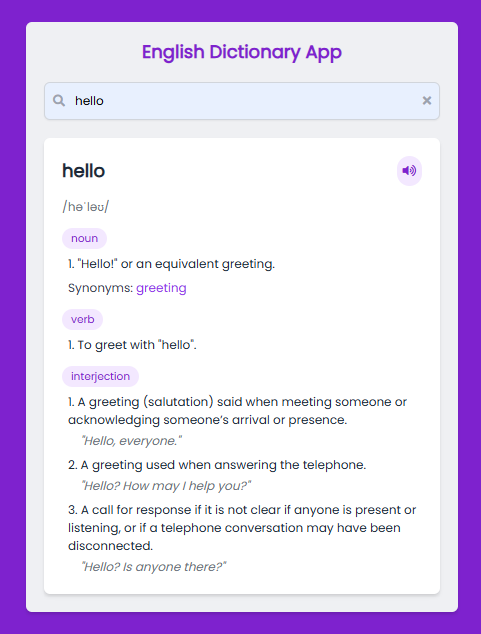 English Dictionary App
hello
hello
/həˈləʊ/
noun
1. "Hello!" or an equivalent greeting.
Synonyms: greeting
verb
1. To greet with "hello".
interjection
1. A greeting (salutation) said when meeting someone or
acknowledging someone’s arrival or presence.
"Hello, everyone."
2. A greeting used when answering the telephone.
"Hello? How may I help you?"
3. A call for response if it is not clear if anyone is present or
listening, or if a telephone conversation may have been
disconnected.
"Hello? Is anyone there?"